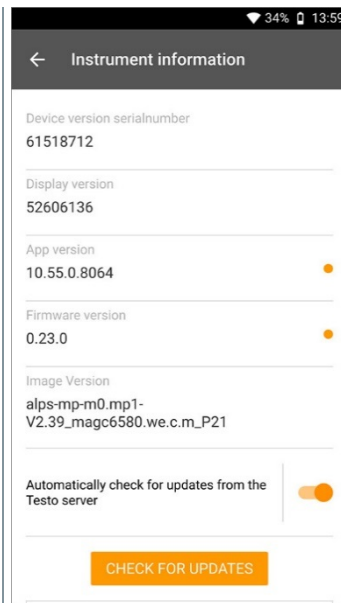 34% 13:59
Instrument information
Device version serialnumber
61518712
Display version
52606136
App version
10.55.0.8064
Firmware version
0.23.0
Image Version
alps-mp-m0.mp1-
V2.39_magc6580.we.c.m_P21
Automatically check for updates from the
Testo server
CHECK FOR UPDATES